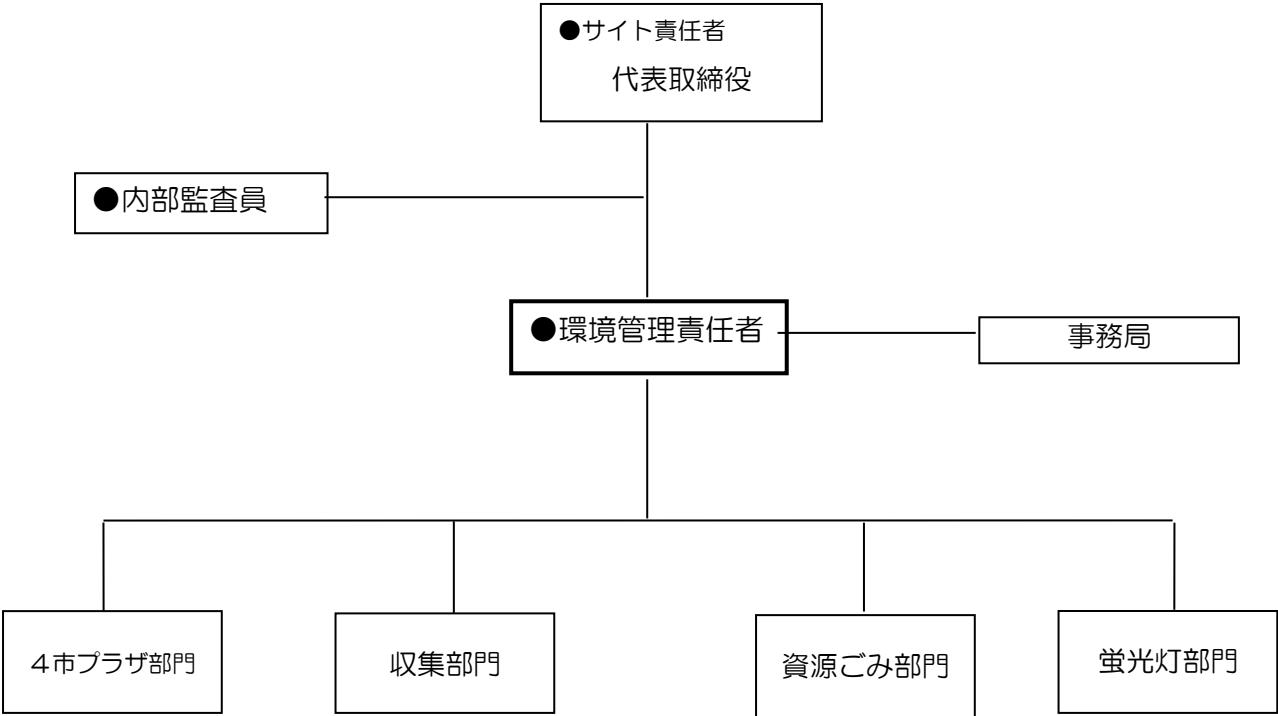 ●サイト責任者
代表取締役
●内部監査員
●環境管理責任者
事務局
４市プラザ部門
収集部門
資源ごみ部門
蛍光灯部門